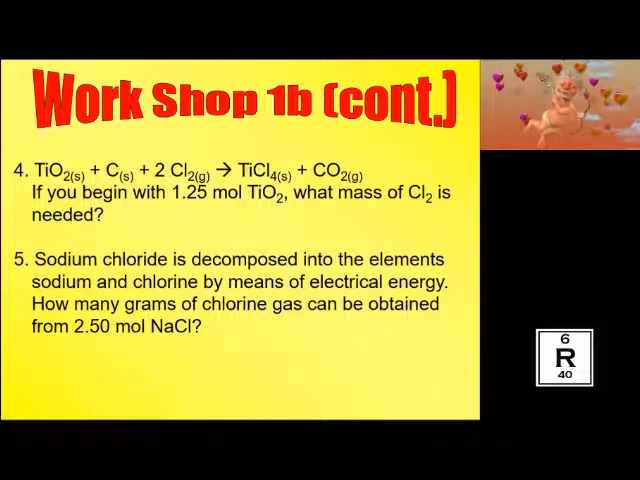 Work Shop 1b (cont.)
4. TiO₂₍ₛ₎ + C₍ₛ₎ + 2 Cl₂(g) → TiCl₄₍ₛ₎ + CO₂(g)
If you begin with 1.25 mol TiO₂, what mass of Cl₂ is
needed?
5. Sodium chloride is decomposed into the elements
sodium and chlorine by means of electrical energy.
How many grams of chlorine gas can be obtained
from 2.50 mol NaCl?
6
R
40